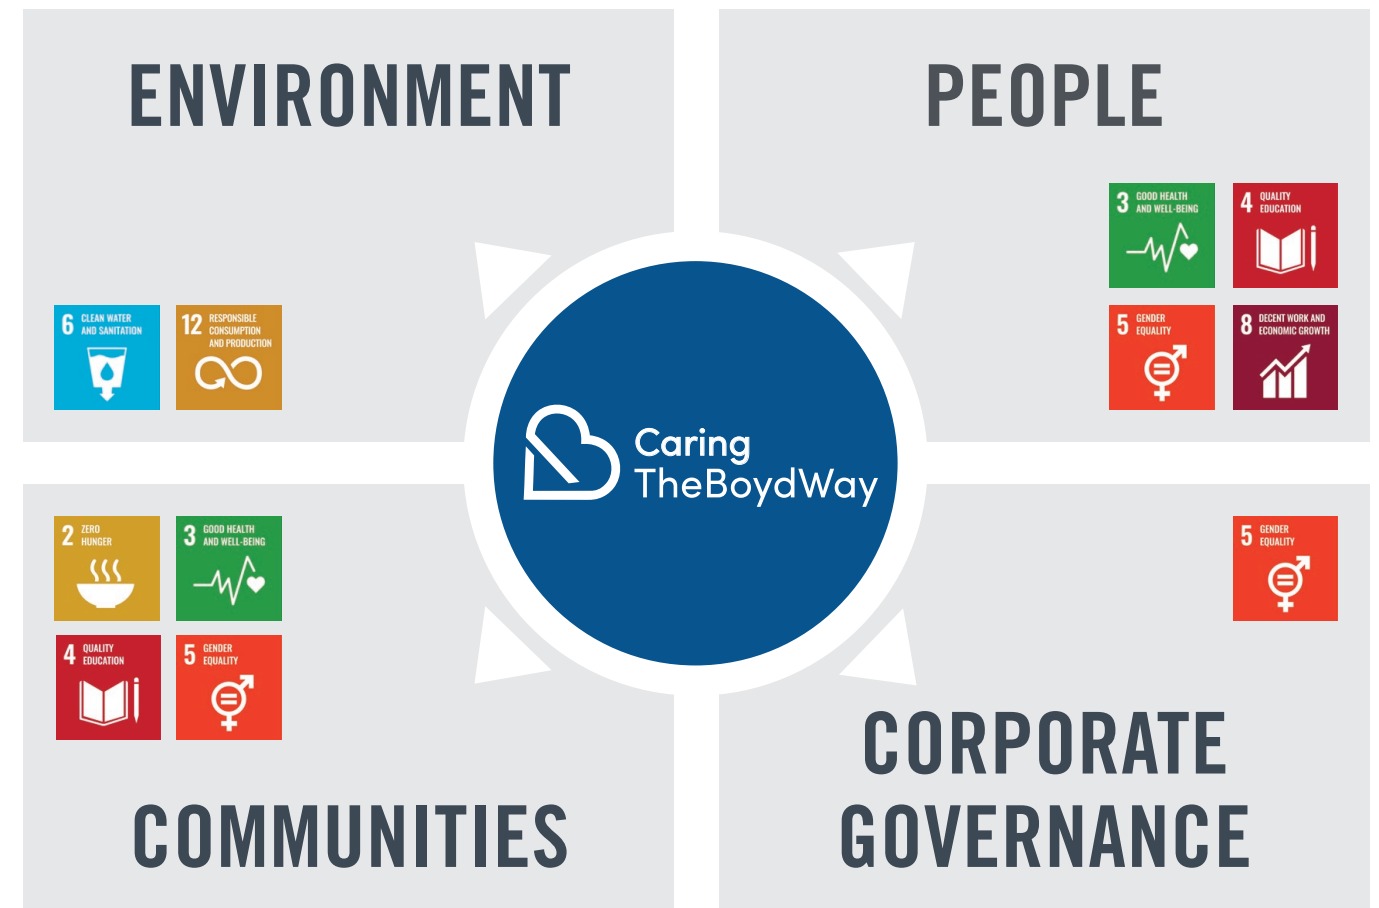 ENVIRONMENT
6 CLEAN WATER
AND SANITATION
12 RESPONSIBLE
CONSUMPTION
AND PRODUCTION
PEOPLE
3 GOOD HEALTH
AND WELL-BEING
4 QUALITY
EDUCATION
5 GENDER
EQUALITY
8 DECENT WORK AND
ECONOMIC GROWTH
Caring
TheBoydWay
2 ZERO
HUNGER
3 GOOD HEALTH
AND WELL-BEING
4 QUALITY
EDUCATION
5 GENDER
EQUALITY
COMMUNITIES
5 GENDER
EQUALITY
CORPORATE
GOVERNANCE